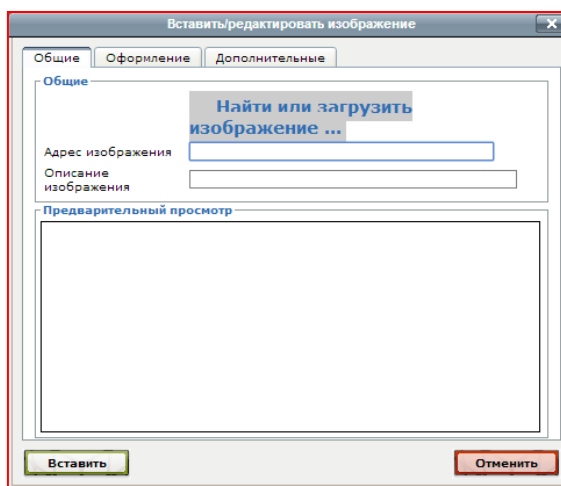 Вставить/редактировать изображение
Общие Оформление Дополнительные
Общие
Найти или загрузить
изображение ...
Адрес изображения
Описание
изображения
Предварительный просмотр
Вставить Отменить